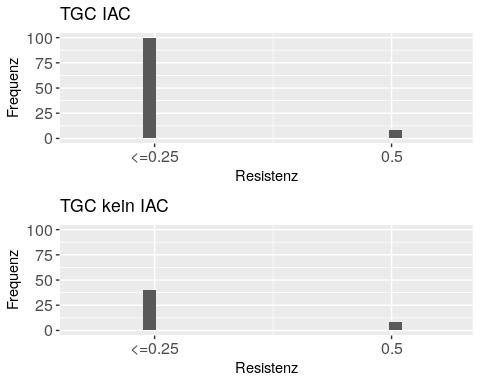 TGC IAC
100
75
50
25
0
Frequenz
<=0.25 0.5
Resistenz
TGC kein IAC
100
75
50
25
0
Frequenz
<=0.25 0.5
Resistenz